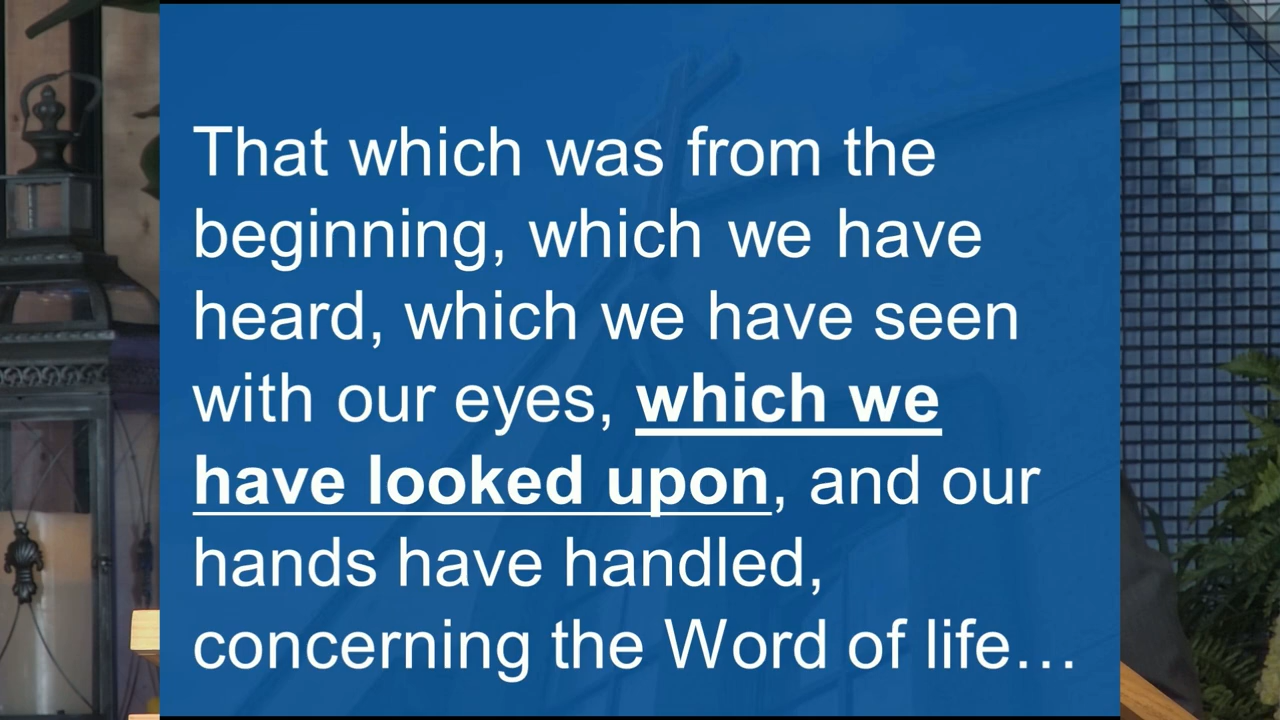 That which was from the
beginning, which we have
heard, which we have seen
with our eyes, which we
have looked upon, and our
hands have handled,
concerning the Word of life…